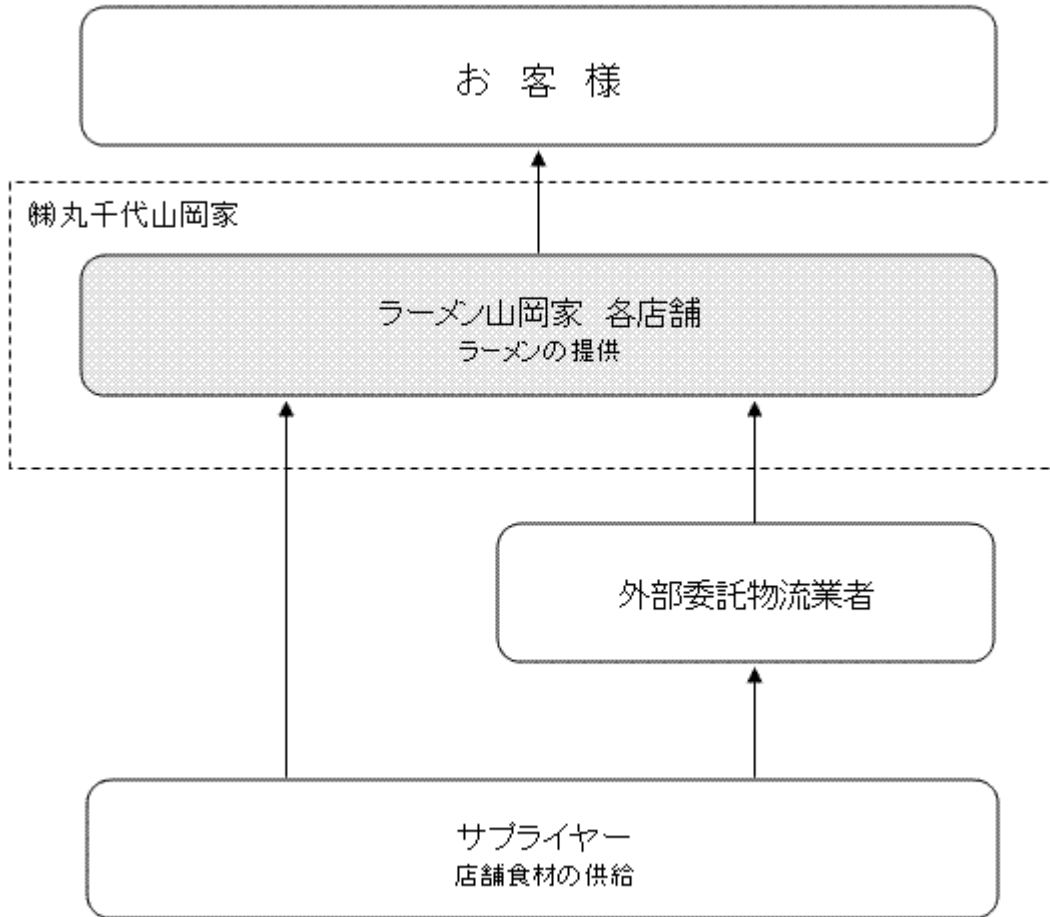 お 客 様
㈱丸千代山岡家
ラーメン山岡家 各店舗
ラーメンの提供
外部委託物流業者
サプライヤー
店舗食材の供給